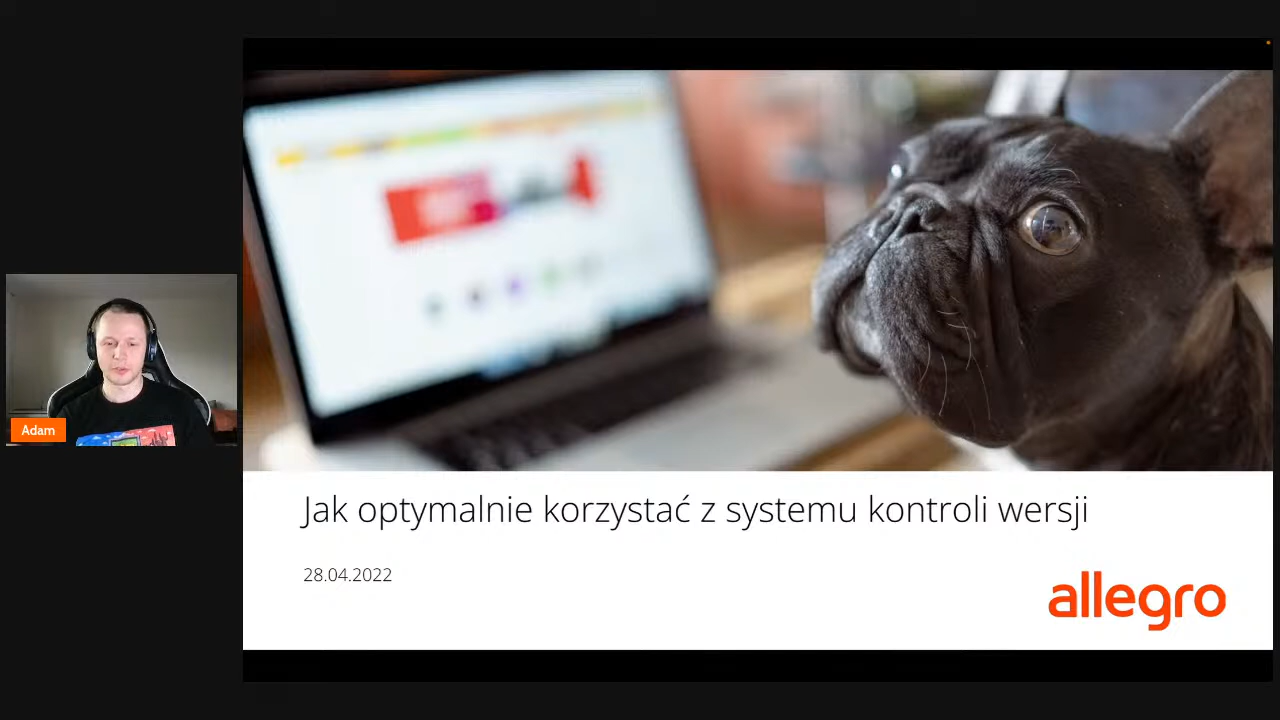 Adam
Jak optymalnie korzystać z systemu kontroli wersji
28.04.2022
allegro